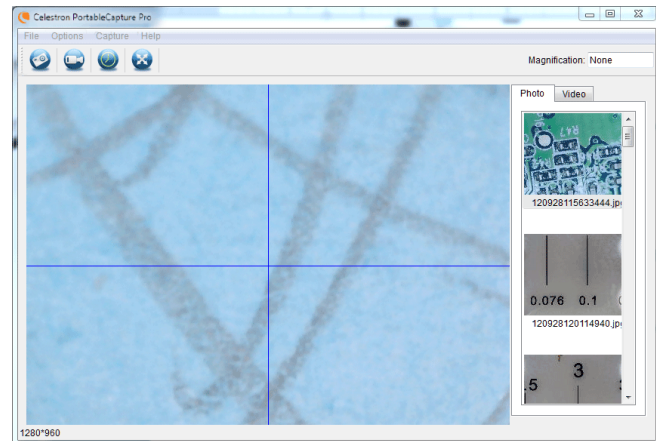 Celestron PortableCapture Pro
File Options Capture Help
Magnification: None
Photo Video
R47
120928115633444.jp
0.076 0.1
120928120114940.jp
3
.5
1280*960